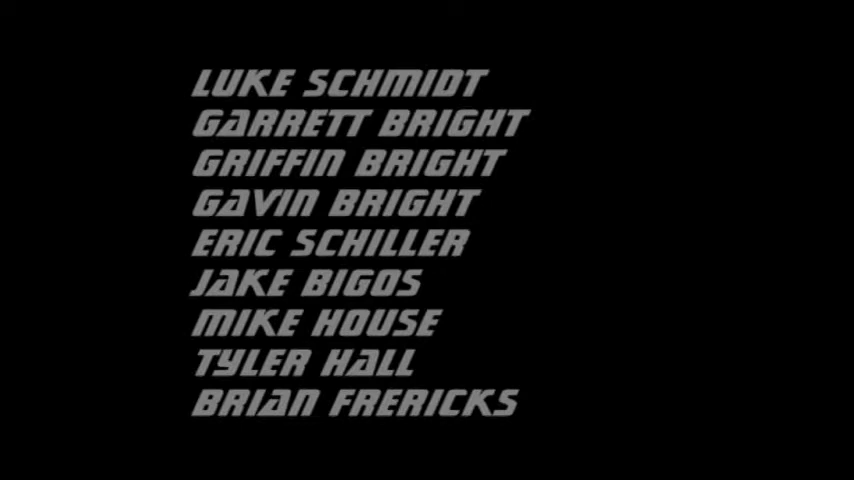 LUKE SCHMIDT
GARRETT BRIGHT
GRIFFIN BRIGHT
GAVIN BRIGHT
ERIC SCHILLER
JAKE BIGOS
MIKE HOUSE
TYLER HALL
BRIAN FRERICKS